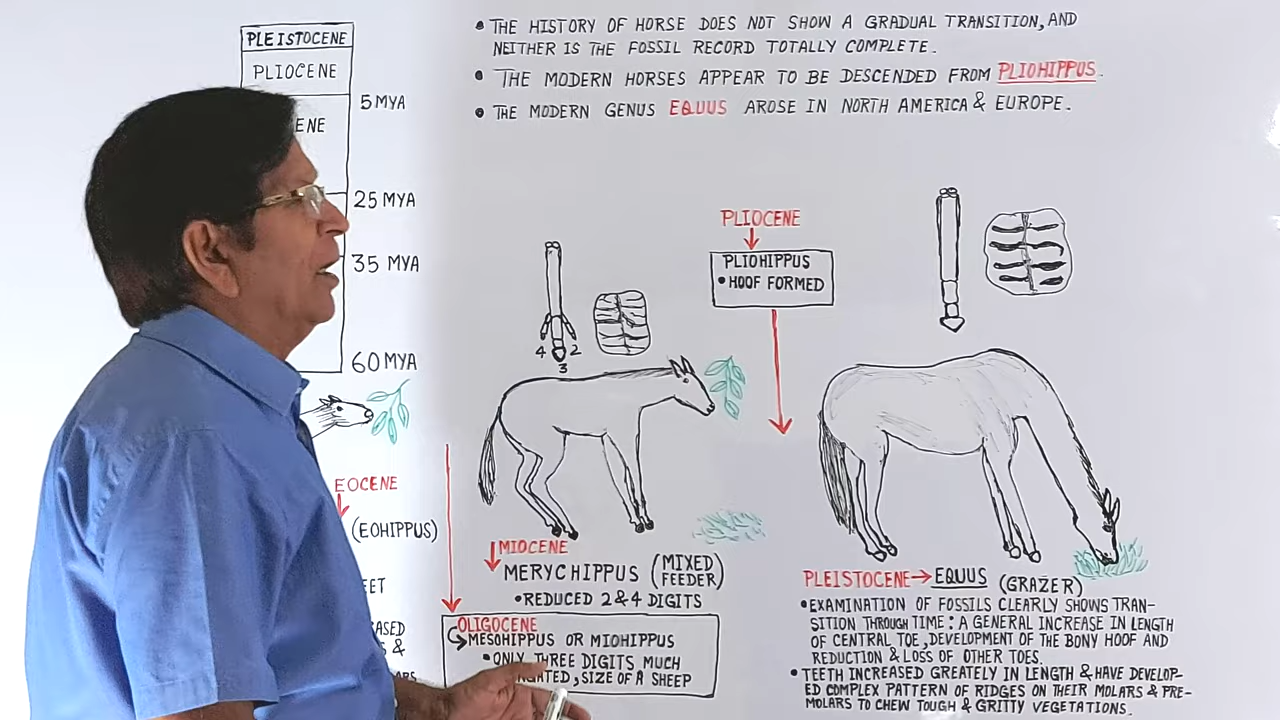 PLEISTOCENE
PLIOCENE
5 MYA
ENE
25 MYA
35 MYA
60 MYA
• THE HISTORY OF HORSE DOES NOT SHOW A GRADUAL TRANSITION, AND
NEITHER IS THE FOSSIL RECORD TOTALLY COMPLETE.
• THE MODERN HORSES APPEAR TO BE DESCENDED FROM PLIOHIPPUS.
• THE MODERN GENUS EQUUS AROSE IN NORTH AMERICA & EUROPE.
PLIOCENE
PLIOHIPPUS
• HOOF FORMED
4 2
3
EOCENE
(EOHIPPUS)
EET
ASED
S &
ARS
MIOCENE
MERYCHIPPUS (MIXED
FEEDER)
• REDUCED 2 & 4 DIGITS
OLIGOCENE
MESOHIPPUS OR MIOHIPPUS
• ONLY THREE DIGITS MUCH
NGATED, SIZE OF A SHEEP
PLEISTOCENE → EQUUS (GRAZER)
• EXAMINATION OF FOSSILS CLEARLY SHOWS TRAN-
SITION THROUGH TIME: A GENERAL INCREASE IN LENGTH
OF CENTRAL TOE, DEVELOPMENT OF THE BONY HOOF AND
REDUCTION & LOSS OF OTHER TOES.
• TEETH INCREASED GREATELY IN LENGTH & HAVE DEVELOP-
ED COMPLEX PATTERN OF RIDGES ON THEIR MOLARS & PRE-
MOLARS TO CHEW TOUGH & GRITTY VEGETATIONS.